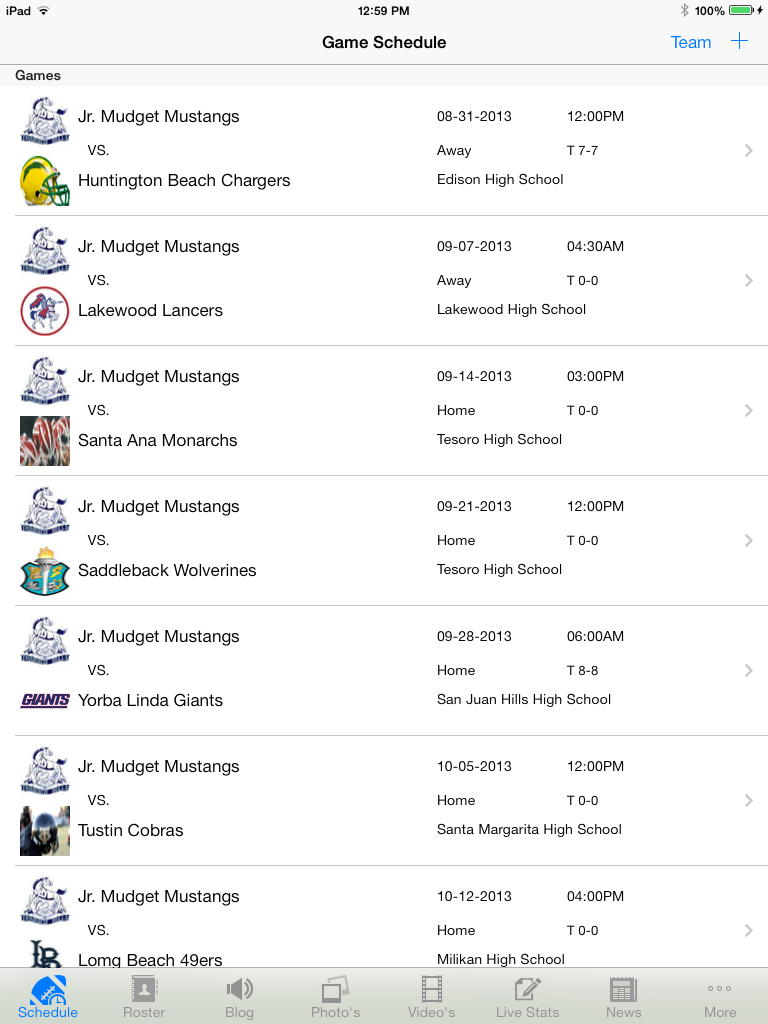 iPad 12:59 PM 100%
Game Schedule Team +
Games
Jr. Mudget Mustangs 08-31-2013 12:00PM
VS. Away T 7-7
Huntington Beach Chargers Edison High School
Jr. Mudget Mustangs 09-07-2013 04:30AM
VS. Away T 0-0
Lakewood Lancers Lakewood High School
Jr. Mudget Mustangs 09-14-2013 03:00PM
VS. Home T 0-0
Santa Ana Monarchs Tesoro High School
Jr. Mudget Mustangs 09-21-2013 12:00PM
VS. Home T 0-0
Saddleback Wolverines Tesoro High School
Jr. Mudget Mustangs 09-28-2013 06:00AM
VS. Home T 8-8
GIANTS Yorba Linda Giants San Juan Hills High School
Jr. Mudget Mustangs 10-05-2013 12:00PM
VS. Home T 0-0
Tustin Cobras Santa Margarita High School
Jr. Mudget Mustangs 10-12-2013 04:00PM
VS. Home T 0-0
LB Lomg Beach 49ers Milikan High School
Schedule Roster Blog Photo's Video's Live Stats News More